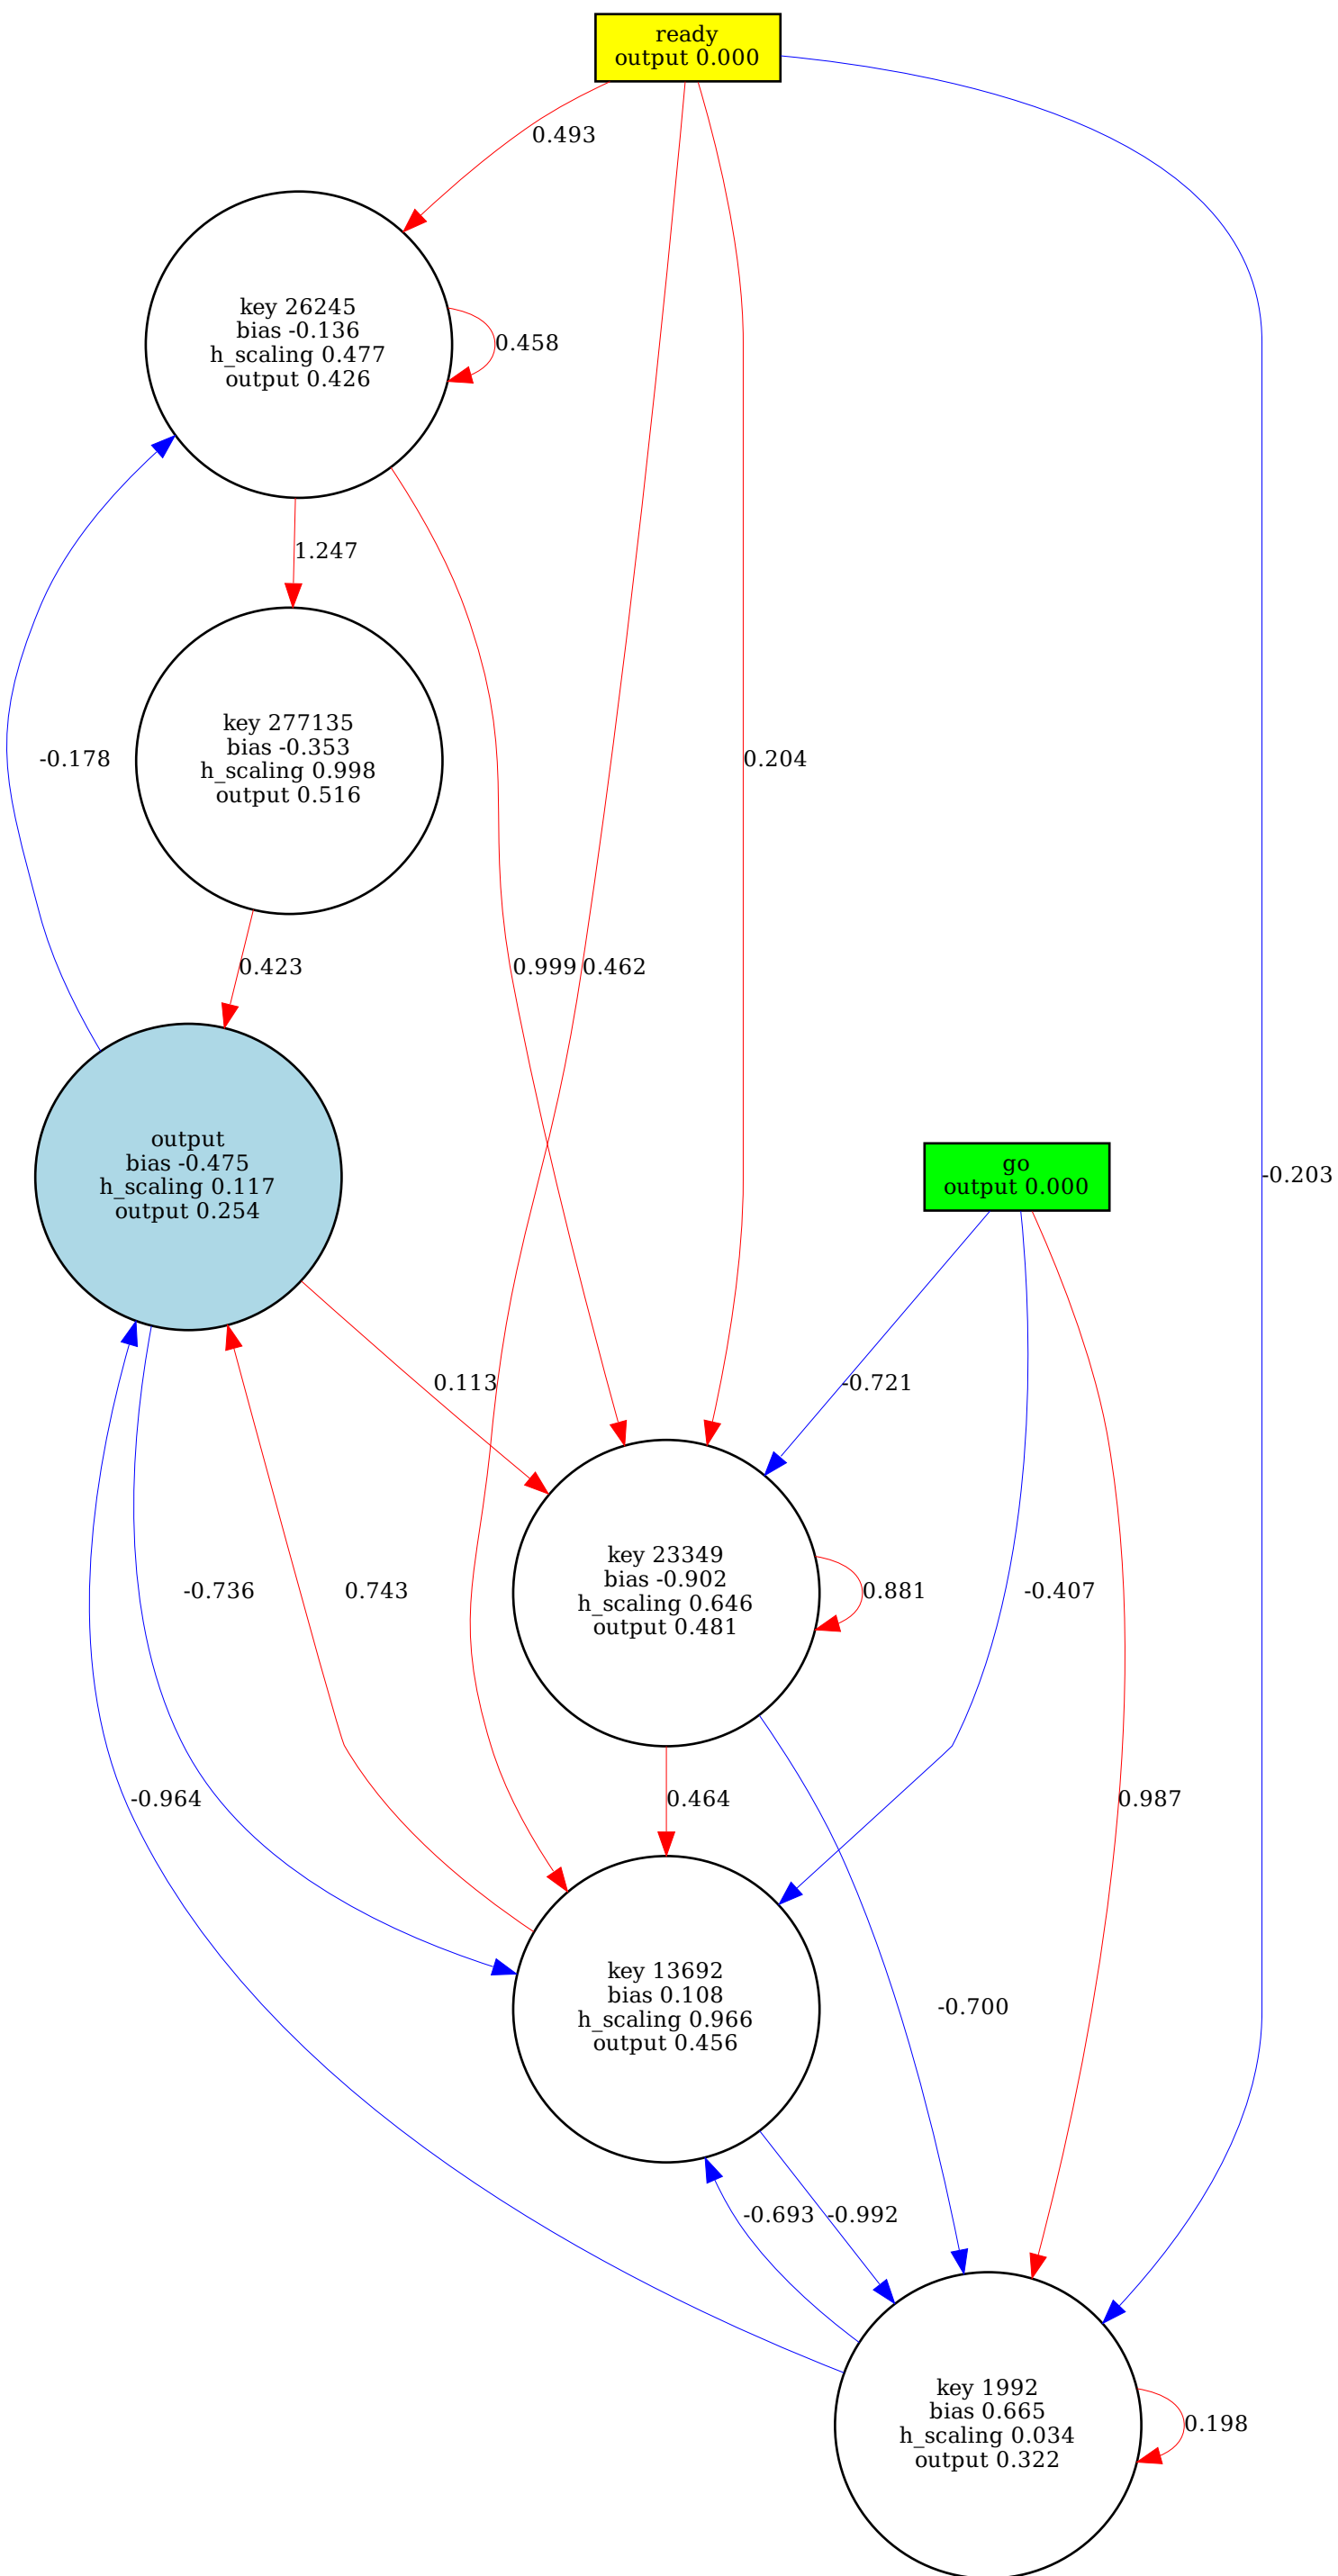 ready
output 0.000
0.493
key 26245
bias -0.136
h_scaling 0.477
output 0.426
0.458
1.247
key 277135
bias -0.353
h_scaling 0.998
output 0.516
-0.178
0.204
0.423
0.999
0.462
output
bias -0.475
h_scaling 0.117
output 0.254
go
output 0.000
-0.203
0.113
-0.721
key 23349
bias -0.902
h_scaling 0.646
output 0.481
-0.736
0.743
0.881
-0.407
-0.964
0.464
0.987
key 13692
bias 0.108
h_scaling 0.966
output 0.456
-0.700
-0.693
-0.992
key 1992
bias 0.665
h_scaling 0.034
output 0.322
0.198